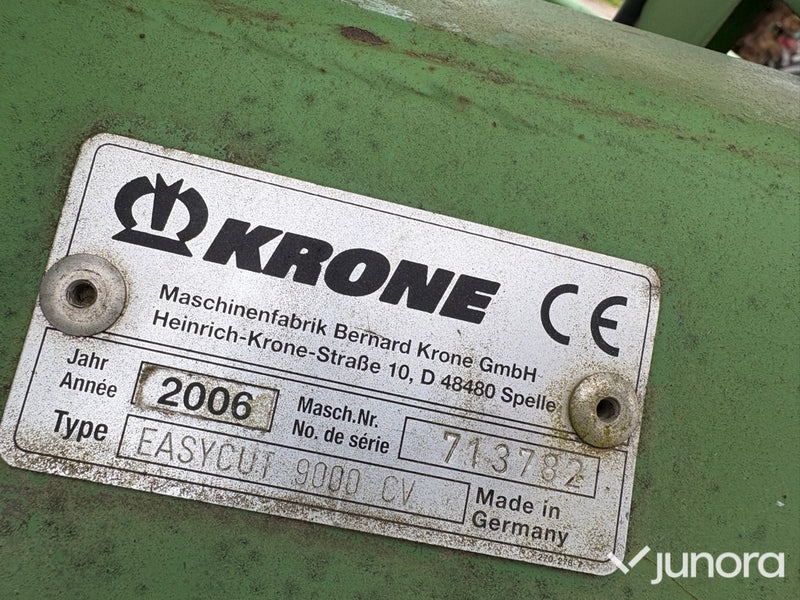 KRONE
CE
Maschinenfabrik Bernard Krone GmbH
Heinrich-Krone-Straße 10, D 48480 Spelle
Jahr
Année
2006
Masch.Nr.
No. de série
713782
Type
EASYCUT 9000 CV
Made in
Germany
junora